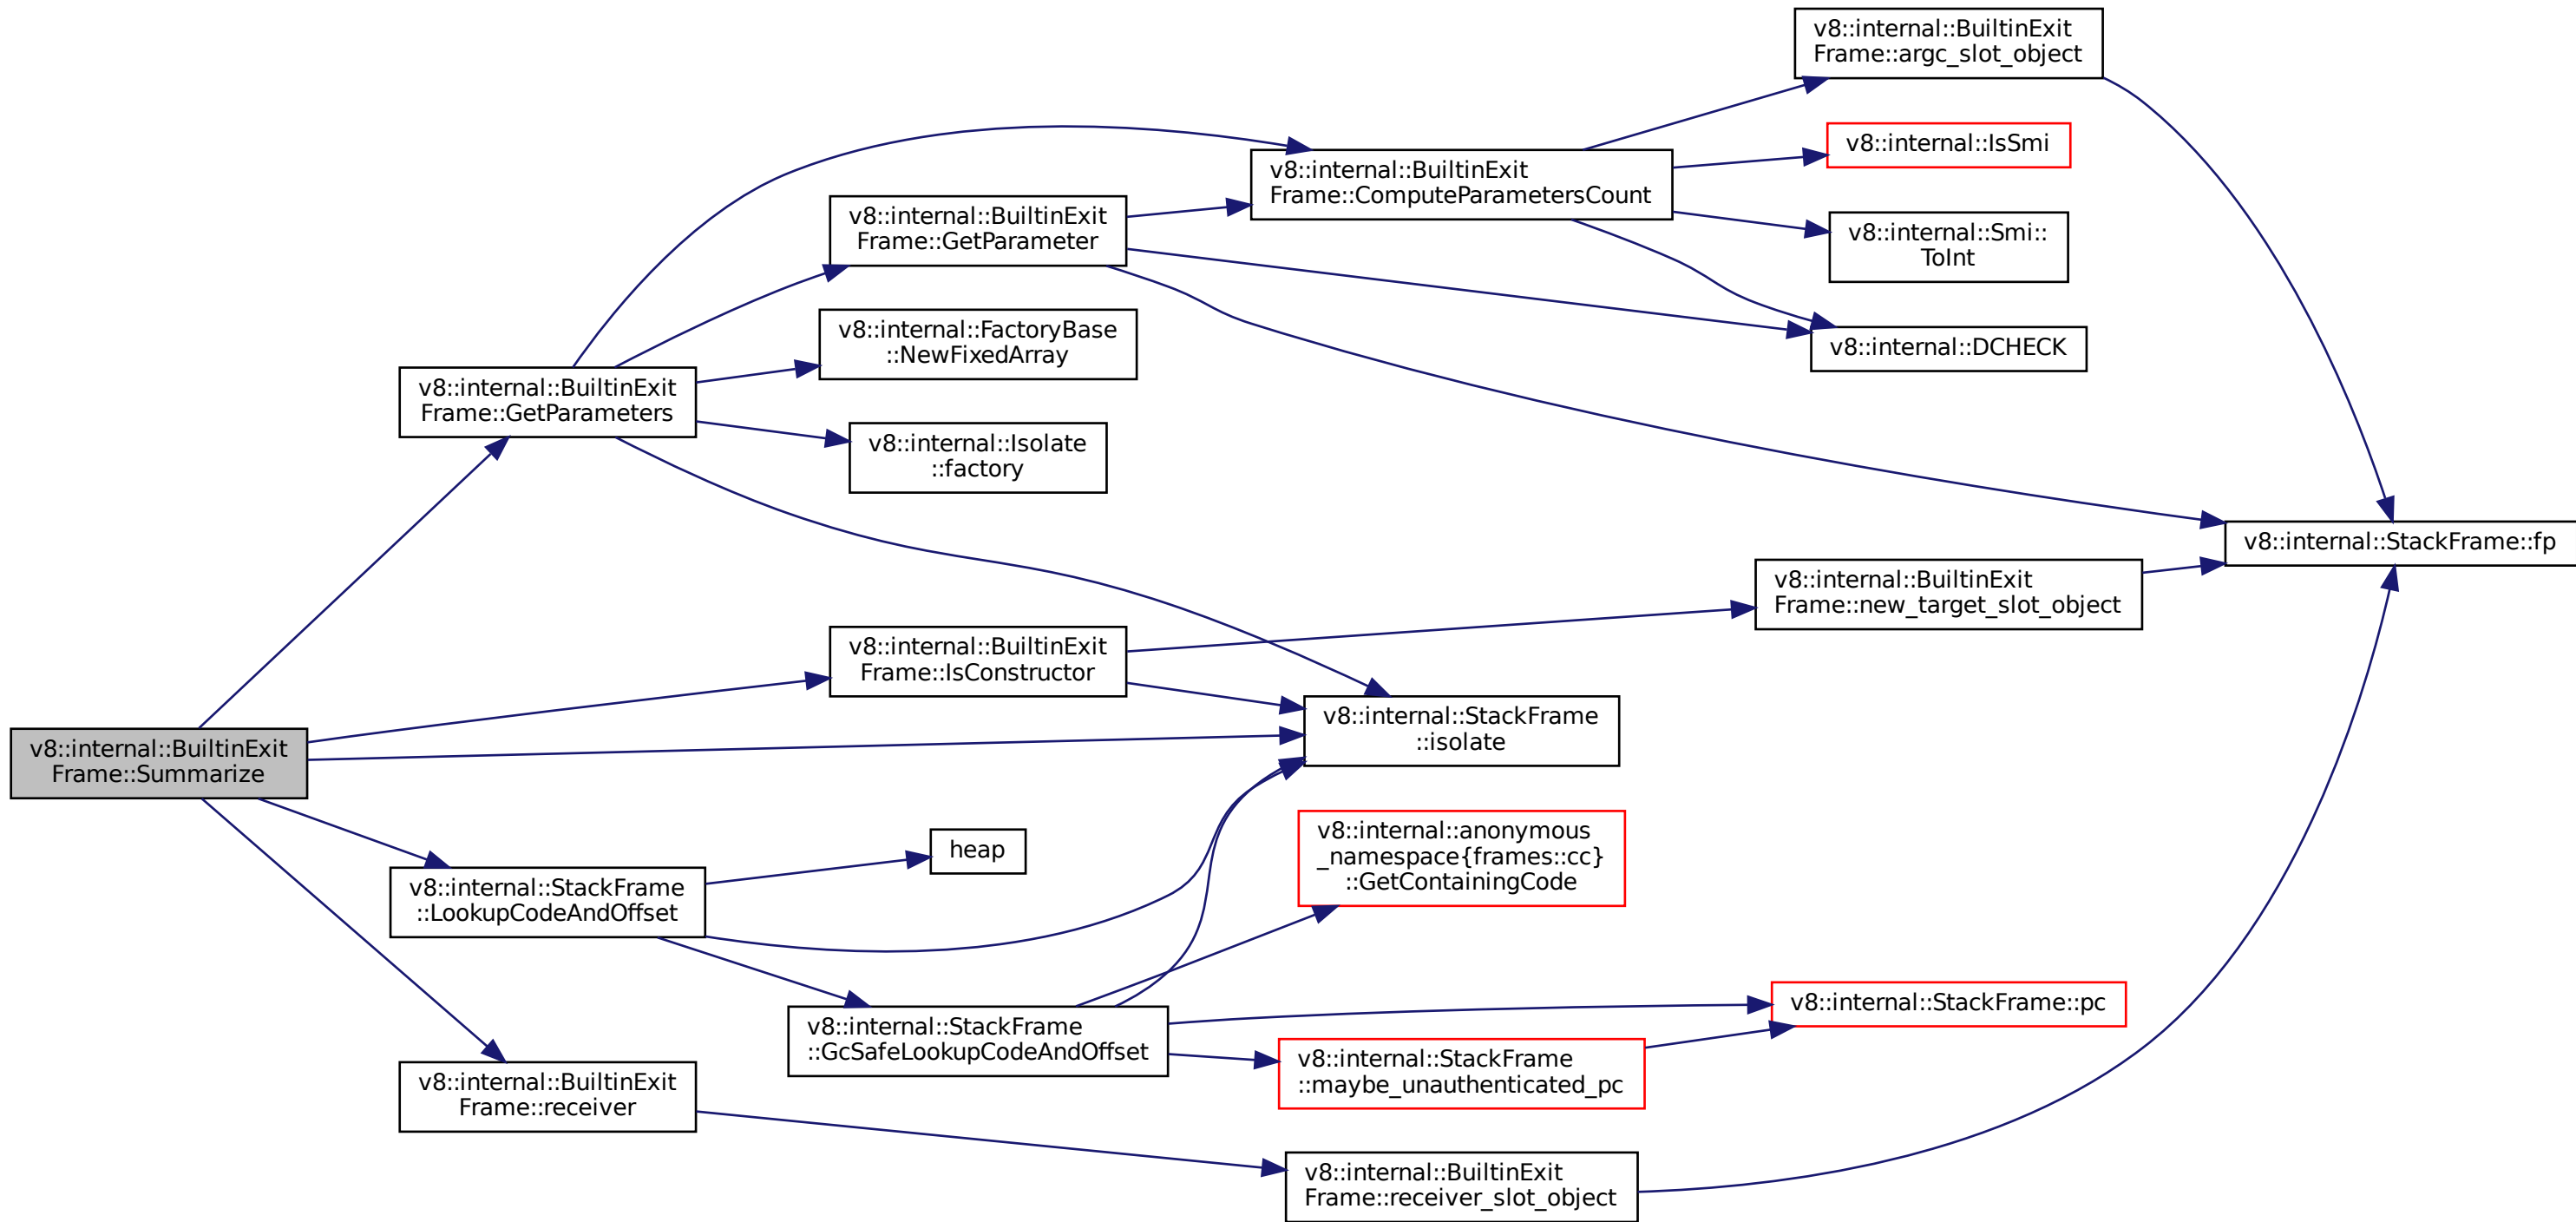 v8::internal::BuiltinExit
Frame::Summarize
v8::internal::BuiltinExit
Frame::GetParameters
v8::internal::BuiltinExit
Frame::GetParameter
v8::internal::FactoryBase
::NewFixedArray
v8::internal::Isolate
::factory
v8::internal::BuiltinExit
Frame::ComputeParametersCount
v8::internal::BuiltinExit
Frame::argc_slot_object
v8::internal::IsSmi
v8::internal::Smi::
ToInt
v8::internal::DCHECK
v8::internal::StackFrame::fp
v8::internal::BuiltinExit
Frame::IsConstructor
v8::internal::BuiltinExit
Frame::new_target_slot_object
v8::internal::StackFrame
::isolate
v8::internal::StackFrame
::LookupCodeAndOffset
heap
v8::internal::StackFrame
::GcSafeLookupCodeAndOffset
v8::internal::anonymous
_namespace{frames::cc}
::GetContainingCode
v8::internal::StackFrame::pc
v8::internal::StackFrame
::maybe_unauthenticated_pc
v8::internal::BuiltinExit
Frame::receiver
v8::internal::BuiltinExit
Frame::receiver_slot_object